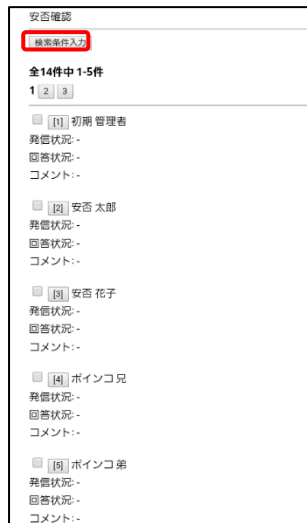 安否確認
検索条件入力
全14件中 1-5件
1 2 3
[1] 初期 管理者
発信状況: -
回答状況: -
コメント: -
[2] 安否 太郎
発信状況: -
回答状況: -
コメント: -
[3] 安否 花子
発信状況: -
回答状況: -
コメント: -
[4] ポインコ 兄
発信状況: -
回答状況: -
コメント: -
[5] ポインコ 弟
発信状況: -
回答状況: -
コメント: -